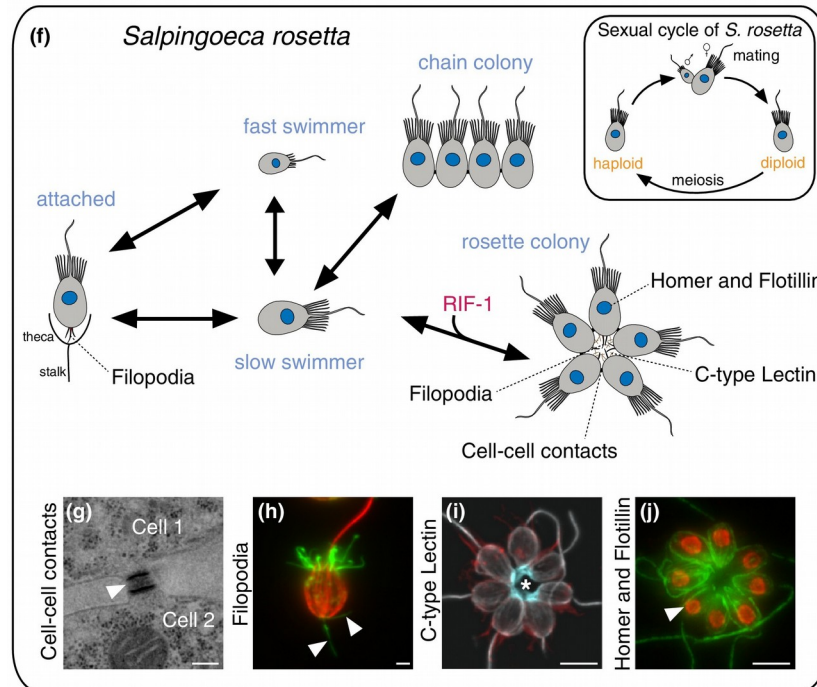 (f)
Salpingoeca rosetta
Sexual cycle of S. rosetta
♂
♀
mating
haploid
diploid
meiosis
chain colony
fast swimmer
attached
rosette colony
Homer and Flotillin
RIF-1
theca
stalk
Filopodia
slow swimmer
Filopodia
C-type Lectin
Cell-cell contacts
Cell-cell contacts
(g)
Cell 1
Cell 2
Filopodia
(h)
C-type Lectin
(i)
*
Homer and Flotillin
(j)